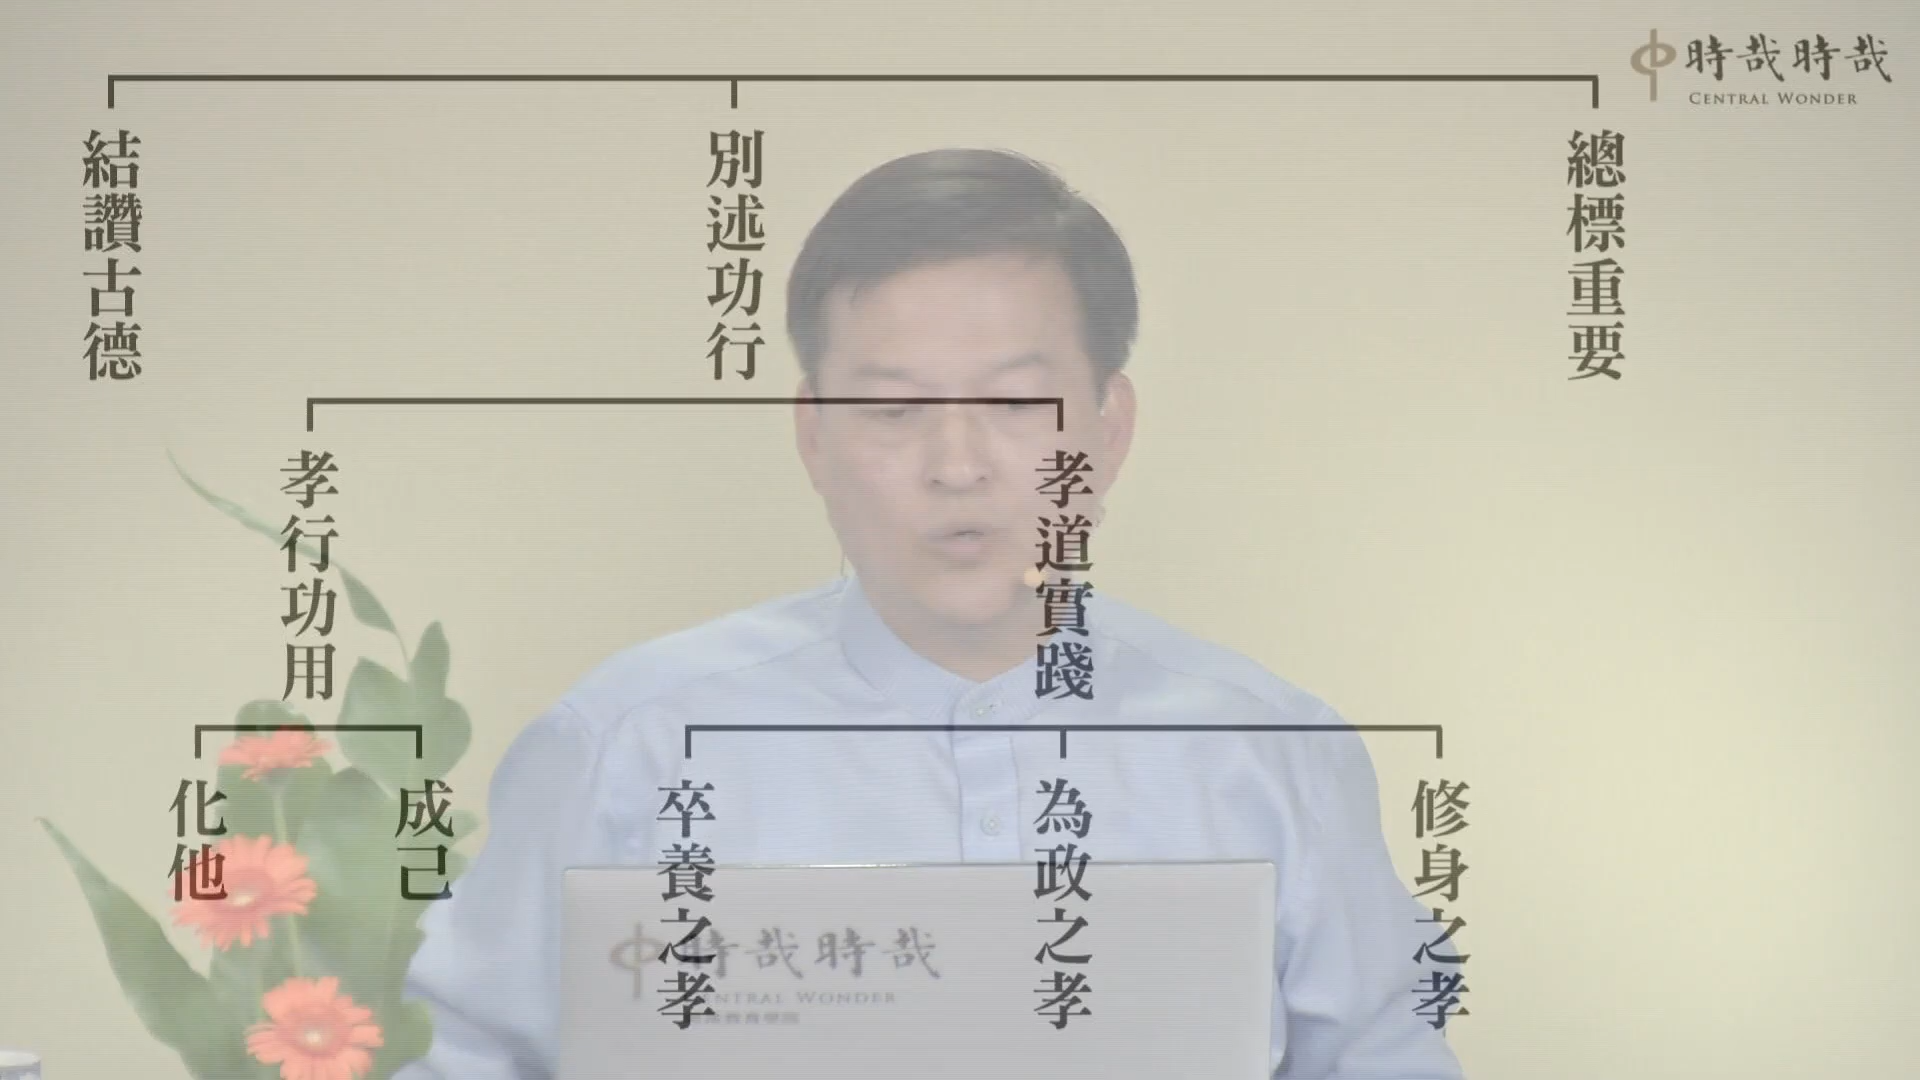 時哉時哉
CENTRAL WONDER
總標重要
別述功行
結讚古德
孝道實踐
孝行功用
修身之孝
為政之孝
卒養之孝
成己
化他
時哉時哉
CENTRAL WONDER